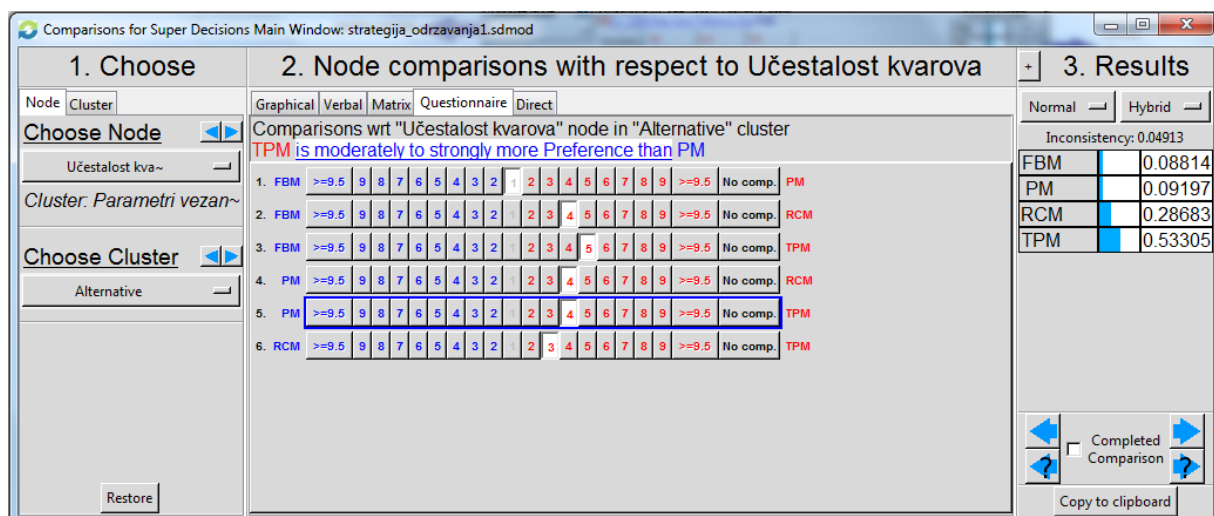 Comparisons for Super Decisions Main Window: strategija_odrzavanja1.sdmod
1. Choose
Node Cluster
Choose Node
Učestalost kva~
Cluster: Parametri vezan~
Choose Cluster
Alternative
Restore
2. Node comparisons with respect to Učestalost kvarova
Graphical Verbal Matrix Questionnaire Direct
Comparisons wrt "Učestalost kvarova" node in "Alternative" cluster
TPM is moderately to strongly more Preference than PM
1. FBM >=9.5 9 8 7 6 5 4 3 2 1 2 3 4 5 6 7 8 9 >=9.5 No comp. PM
2. FBM >=9.5 9 8 7 6 5 4 3 2 1 2 3 4 5 6 7 8 9 >=9.5 No comp. RCM
3. FBM >=9.5 9 8 7 6 5 4 3 2 1 2 3 4 5 6 7 8 9 >=9.5 No comp. TPM
4. PM >=9.5 9 8 7 6 5 4 3 2 1 2 3 4 5 6 7 8 9 >=9.5 No comp. RCM
5. PM >=9.5 9 8 7 6 5 4 3 2 1 2 3 4 5 6 7 8 9 >=9.5 No comp. TPM
6. RCM >=9.5 9 8 7 6 5 4 3 2 1 2 3 4 5 6 7 8 9 >=9.5 No comp. TPM
+ 3. Results
Normal Hybrid
Inconsistency: 0.04913
FBM 0.08814
PM 0.09197
RCM 0.28683
TPM 0.53305
Completed
Comparison
? ?
Copy to clipboard